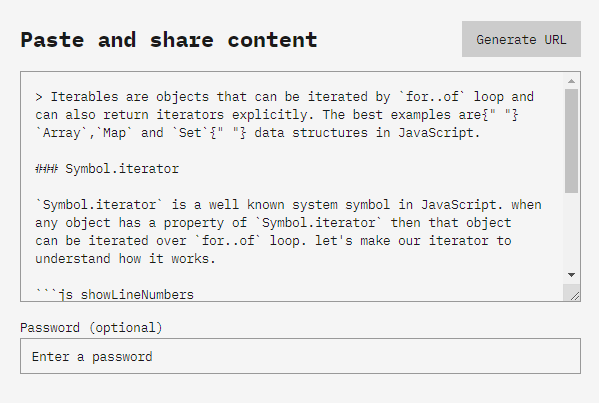 Paste and share content
Generate URL
> Iterables are objects that can be iterated by `for..of` loop and
can also return iterators explicitly. The best examples are{" "}
`Array`,`Map` and `Set`{" "} data structures in JavaScript.
### Symbol.iterator
`Symbol.iterator` is a well known system symbol in JavaScript. when
any object has a property of `Symbol.iterator` then that object
can be iterated over `for..of` loop. let's make our iterator to
understand how it works.
```js showLineNumbers
Password (optional)
Enter a password